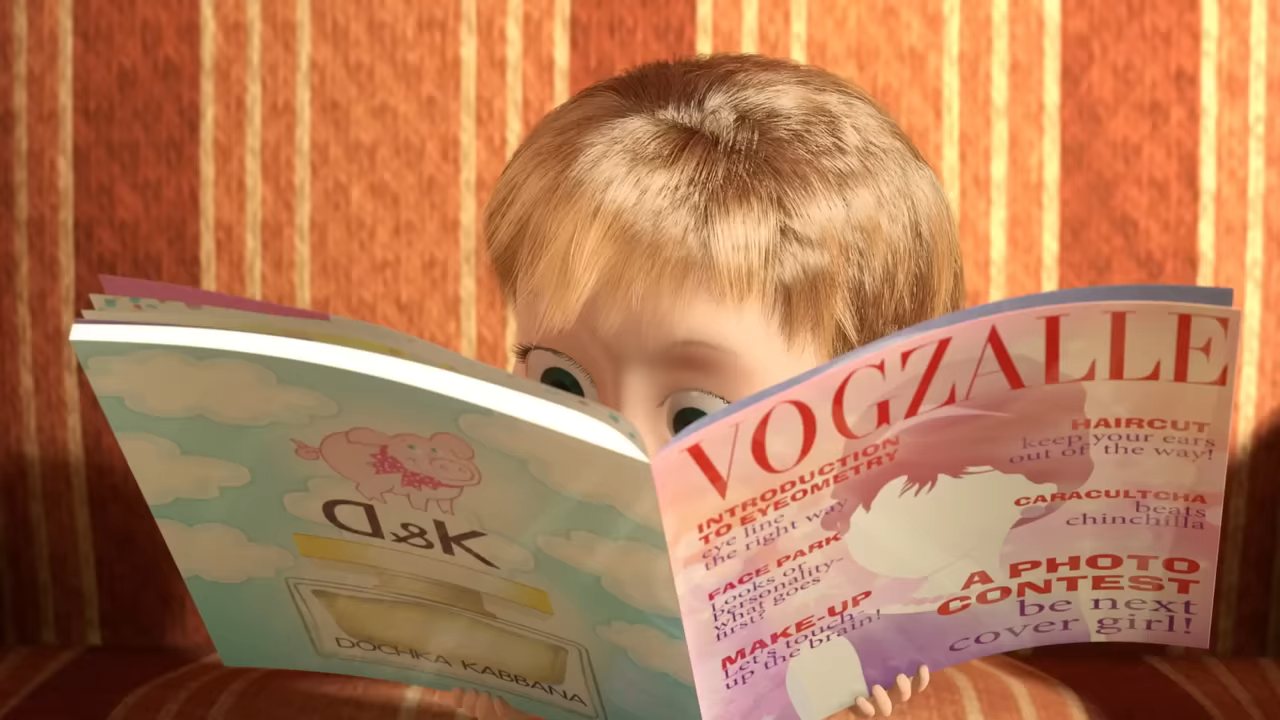 D&K
DOCHKA KABBANA
VOGZALLE
INTRODUCTION
TO EYEOMETRY
eye line
the right way
FACE PARK
Looks or
personality-
what goes
first?
MAKE-UP
Let's touch-
up the brain!
HAIRCUT
keep your ears
out of the way!
CARACULTCHA
beats
chinchilla
A PHOTO
CONTEST
be next
cover girl!